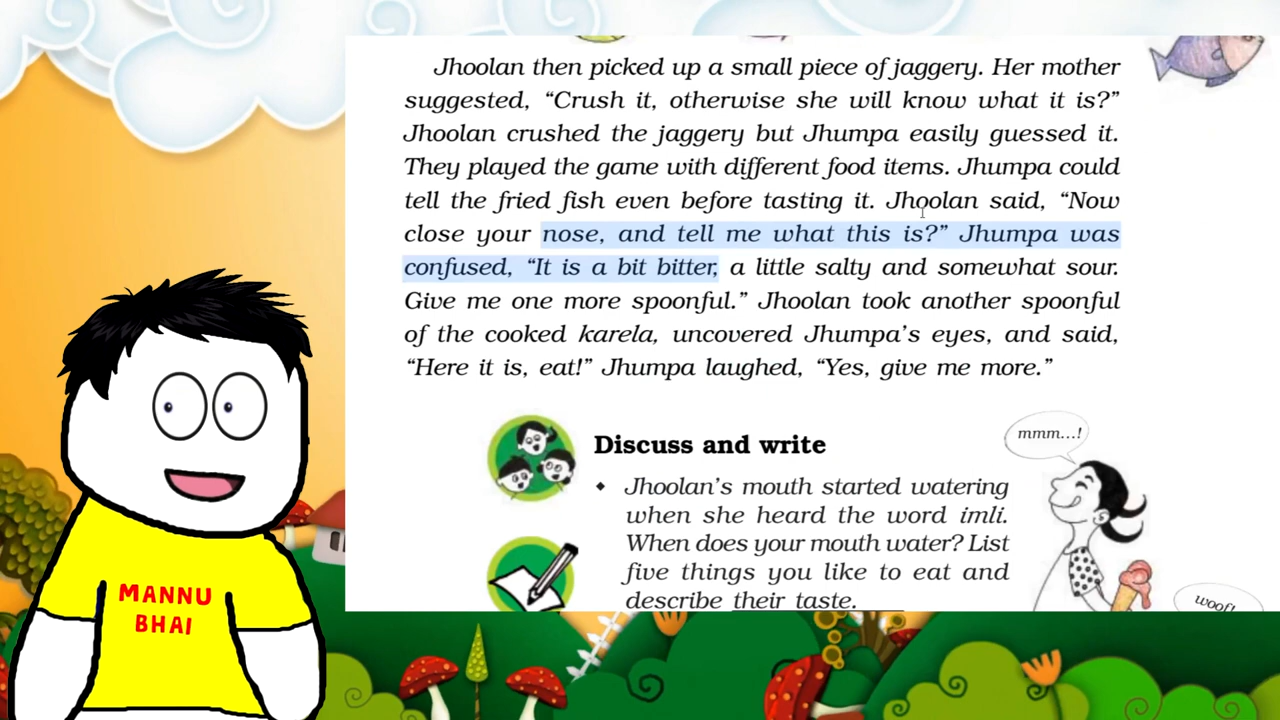 Jhoolan then picked up a small piece of jaggery. Her mother
suggested, “Crush it, otherwise she will know what it is?”
Jhoolan crushed the jaggery but Jhumpa easily guessed it.
They played the game with different food items. Jhumpa could
tell the fried fish even before tasting it. Jhoolan said, “Now
close your nose, and tell me what this is?” Jhumpa was
confused, “It is a bit bitter, a little salty and somewhat sour.
Give me one more spoonful.” Jhoolan took another spoonful
of the cooked karela, uncovered Jhumpa’s eyes, and said,
“Here it is, eat!” Jhumpa laughed, “Yes, give me more.”
Discuss and write
mmm...!
◆ Jhoolan’s mouth started watering
when she heard the word imli.
When does your mouth water? List
five things you like to eat and
describe their taste.
woof!
MANNU
BHAI